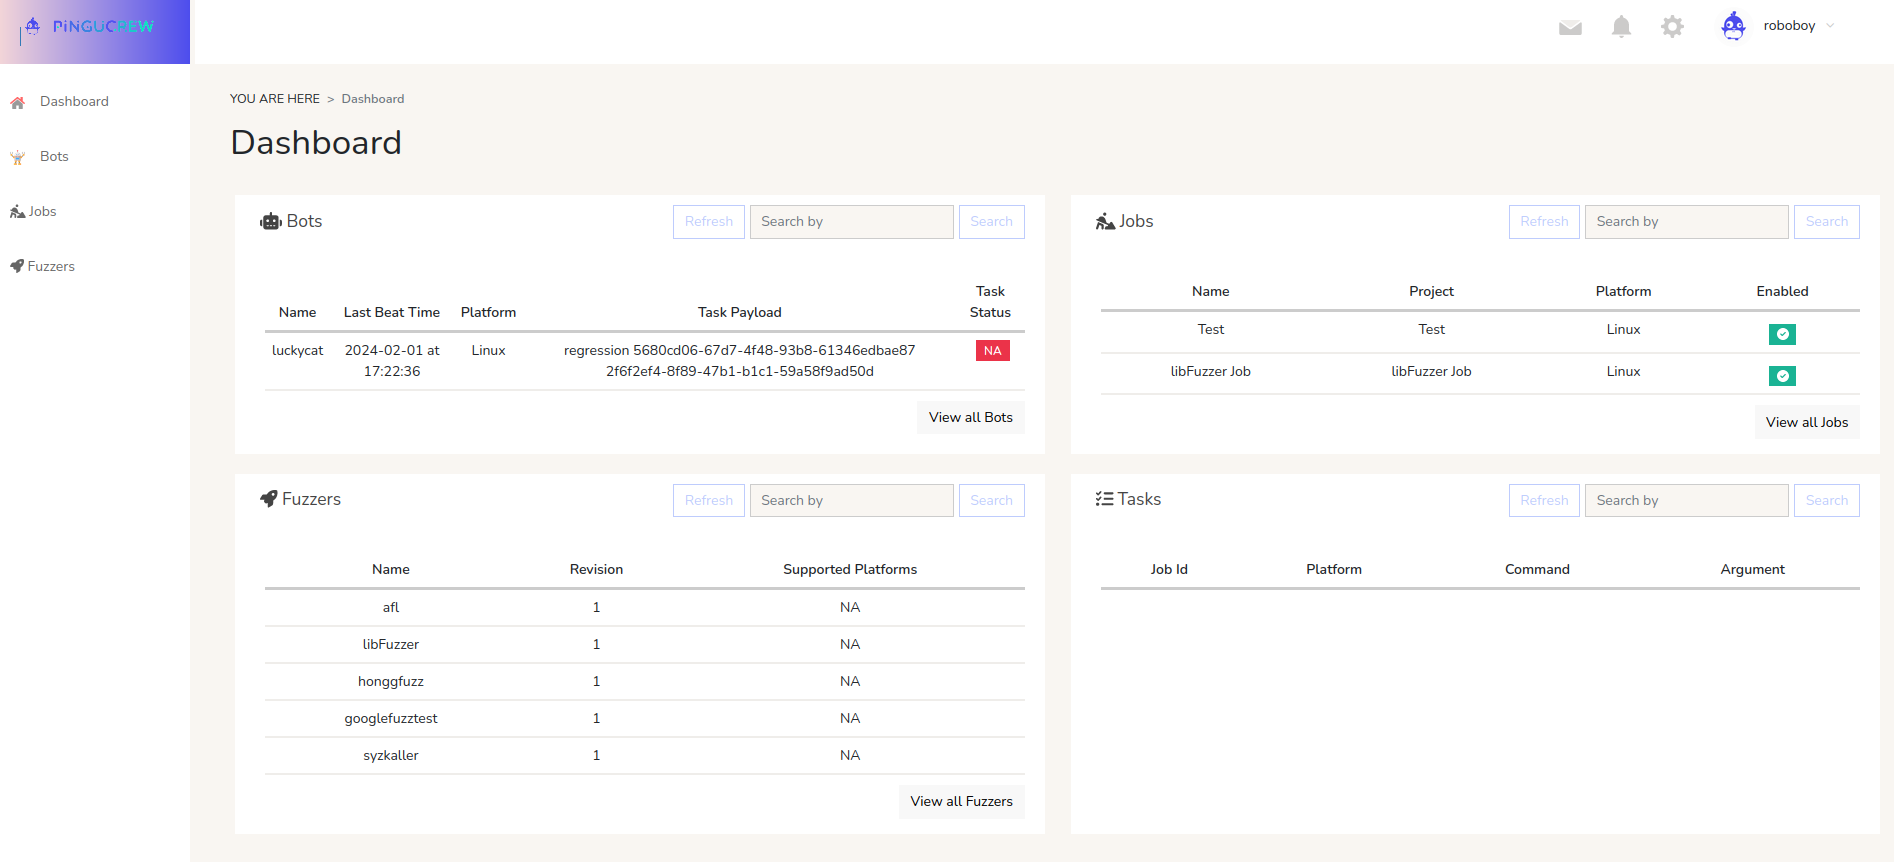 PINGUCREW
roboboy
Dashboard
Bots
Jobs
Fuzzers
YOU ARE HERE > Dashboard
Dashboard
Bots
Refresh
Search by
Search
Name Last Beat Time Platform Task Payload Task Status
luckycat 2024-02-01 at 17:22:36 Linux regression 5680cd06-67d7-4f48-93b8-61346edbae87 2f6f2ef4-8f89-47b1-b1c1-59a58f9ad50d NA
View all Bots
Jobs
Refresh
Search by
Search
Name Project Platform Enabled
Test Test Linux
libFuzzer Job libFuzzer Job Linux
View all Jobs
Fuzzers
Refresh
Search by
Search
Name Revision Supported Platforms
afl 1 NA
libFuzzer 1 NA
honggfuzz 1 NA
googlefuzztest 1 NA
syzkaller 1 NA
View all Fuzzers
Tasks
Refresh
Search by
Search
Job Id Platform Command Argument